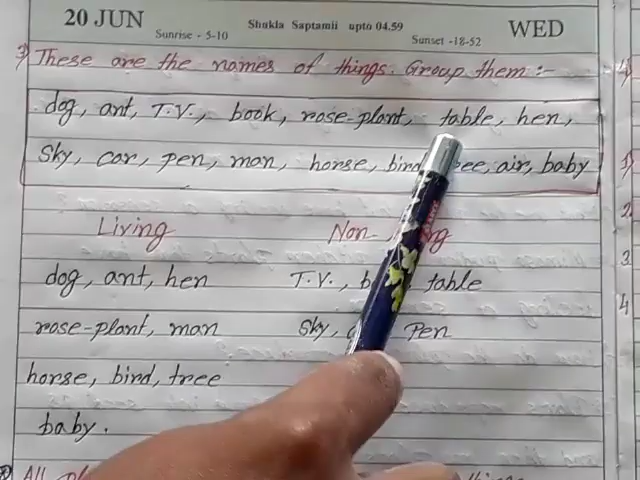 20 JUN Sunrise - 5-10 Shukla Saptamii upto 04.59 Sunset -18-52 WED
3) These are the names of things. Group them :-
dog, ant, T.V., book, rose-plant, table, hen,
Sky, car, pen, man, horse, bird, air, baby
Living Non-
dog, ant, hen T.V., table
rose-plant, man Sky, Pen
horse, bird, tree
baby.
All